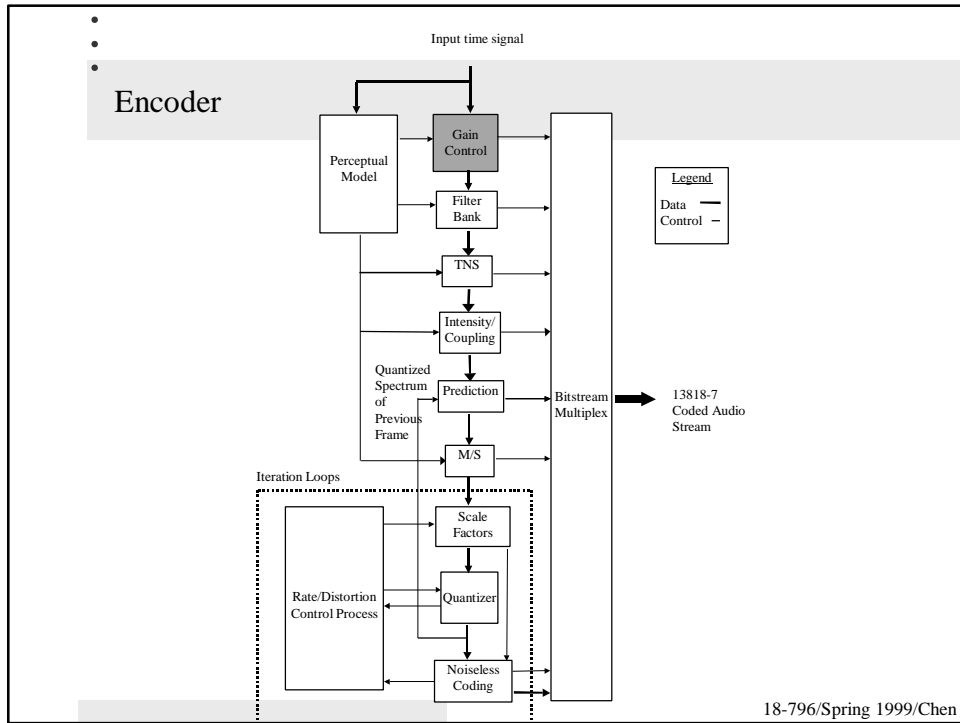 Input time signal
Encoder
Perceptual
Model
Gain
Control
Filter
Bank
TNS
Intensity/
Coupling
Quantized
Spectrum
of
Previous
Frame
Prediction
M/S
Iteration Loops
Scale
Factors
Rate/Distortion
Control Process
Quantizer
Noiseless
Coding
Bitstream
Multiplex
Legend
Data
Control
13818-7
Coded Audio
Stream
18-796/Spring 1999/Chen